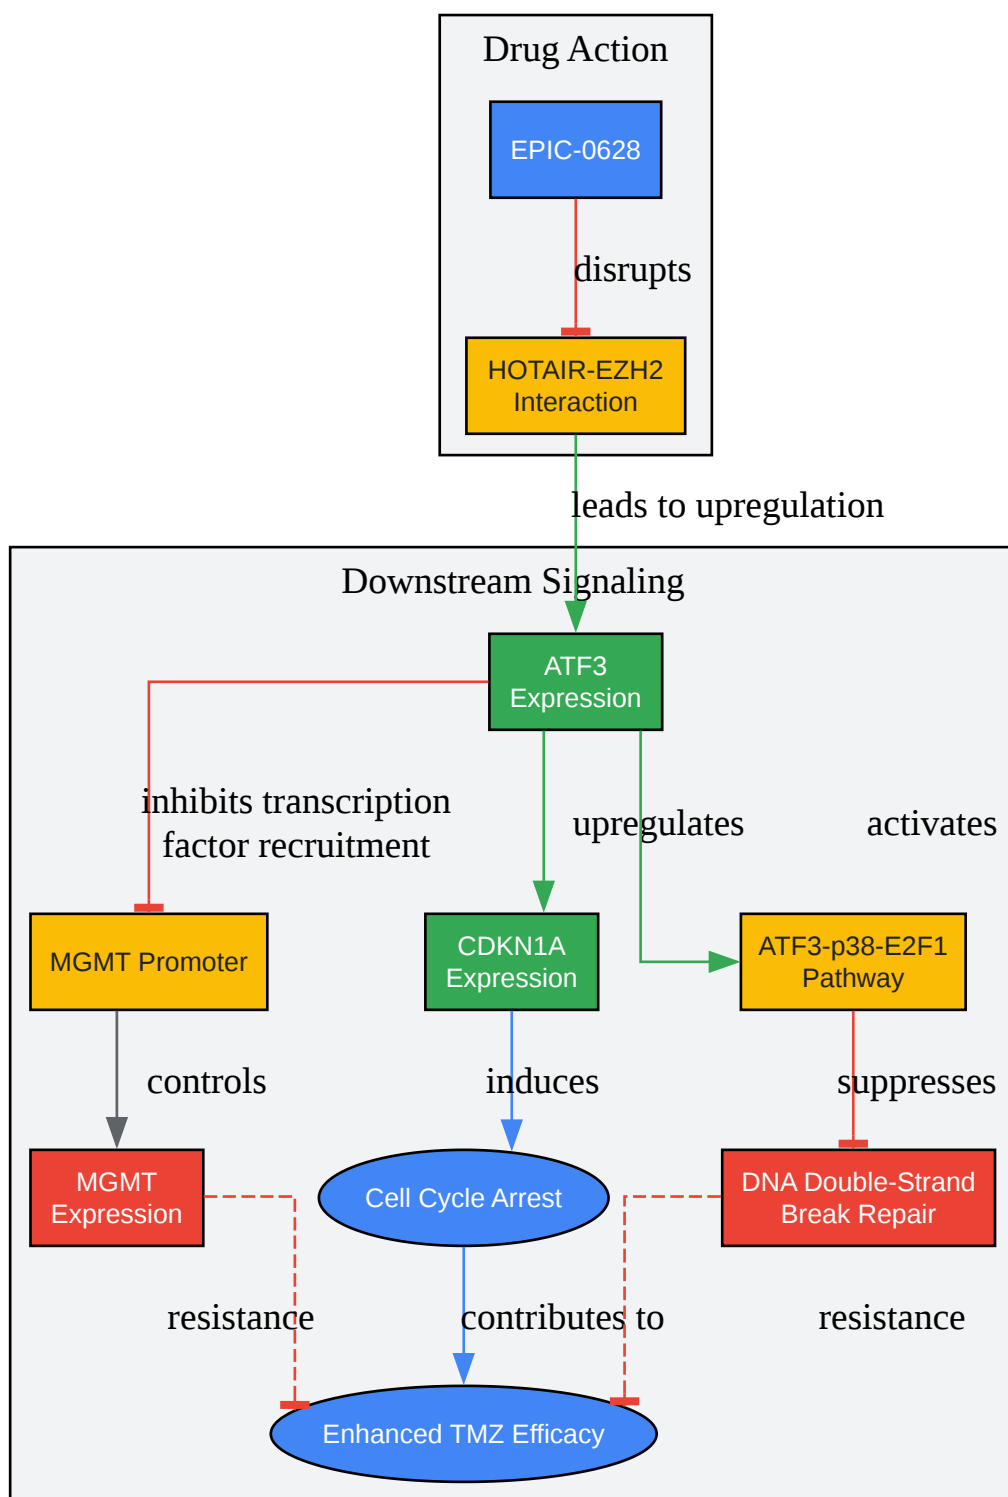 Drug Action
EPIC-0628
disrupts
HOTAIR-EZH2
Interaction
leads to upregulation
Downstream Signaling
ATF3
Expression
inhibits transcription
factor recruitment
upregulates
activates
MGMT Promoter
CDKN1A
Expression
ATF3-p38-E2F1
Pathway
controls
induces
suppresses
MGMT
Expression
Cell Cycle Arrest
DNA Double-Strand
Break Repair
resistance
contributes to
resistance
Enhanced TMZ Efficacy